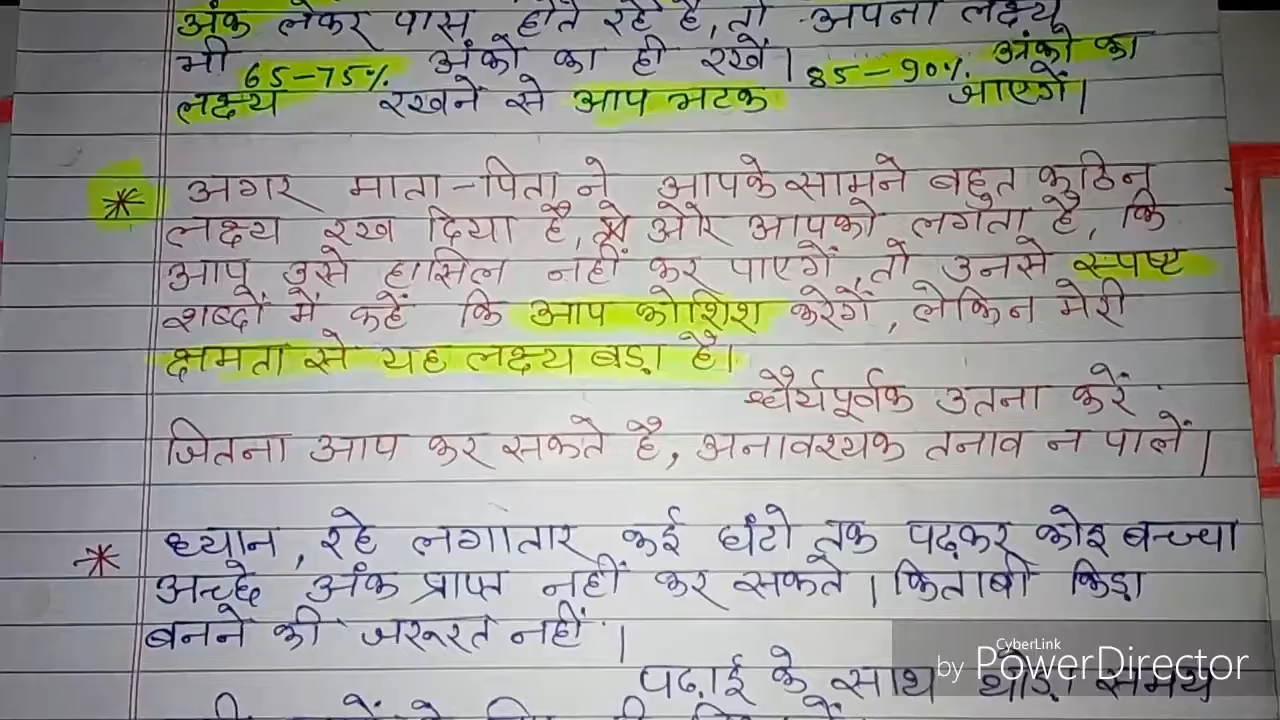 अंक लेकर पास होते रहे है, तो अपना लक्ष्य
भी 65-75% अंको का ही रखें। 85-90% अंको का
लक्ष्य रखनें से आप भटक जाएगें।
* अगर माता-पिता ने आपके सामने बहुत कठिन
लक्ष्य रख दिया है, और आपको लगता है, कि
आप उसे हासिल नहीं कर पाएगें, तो उनसे स्पष्ट
शब्दों में कहें कि आप कोशिश करेगें, लेकिन मेरी
क्षमता से यह लक्ष्य बड़ा है।
धैर्यपूर्वक उतना करें
जितना आप कर सकते है, अनावश्यक तनाव न पालें।
* ध्यान, रहे लगातार कई घंटो तक पढ़कर कोइ बच्चा
अच्छे अंक प्राप्त नहीं कर सकते। किताबी किड़ा
बनने की जरूरत नहीं।
पढ़ाई के साथ थोड़ा समय
CyberLink
by PowerDirector